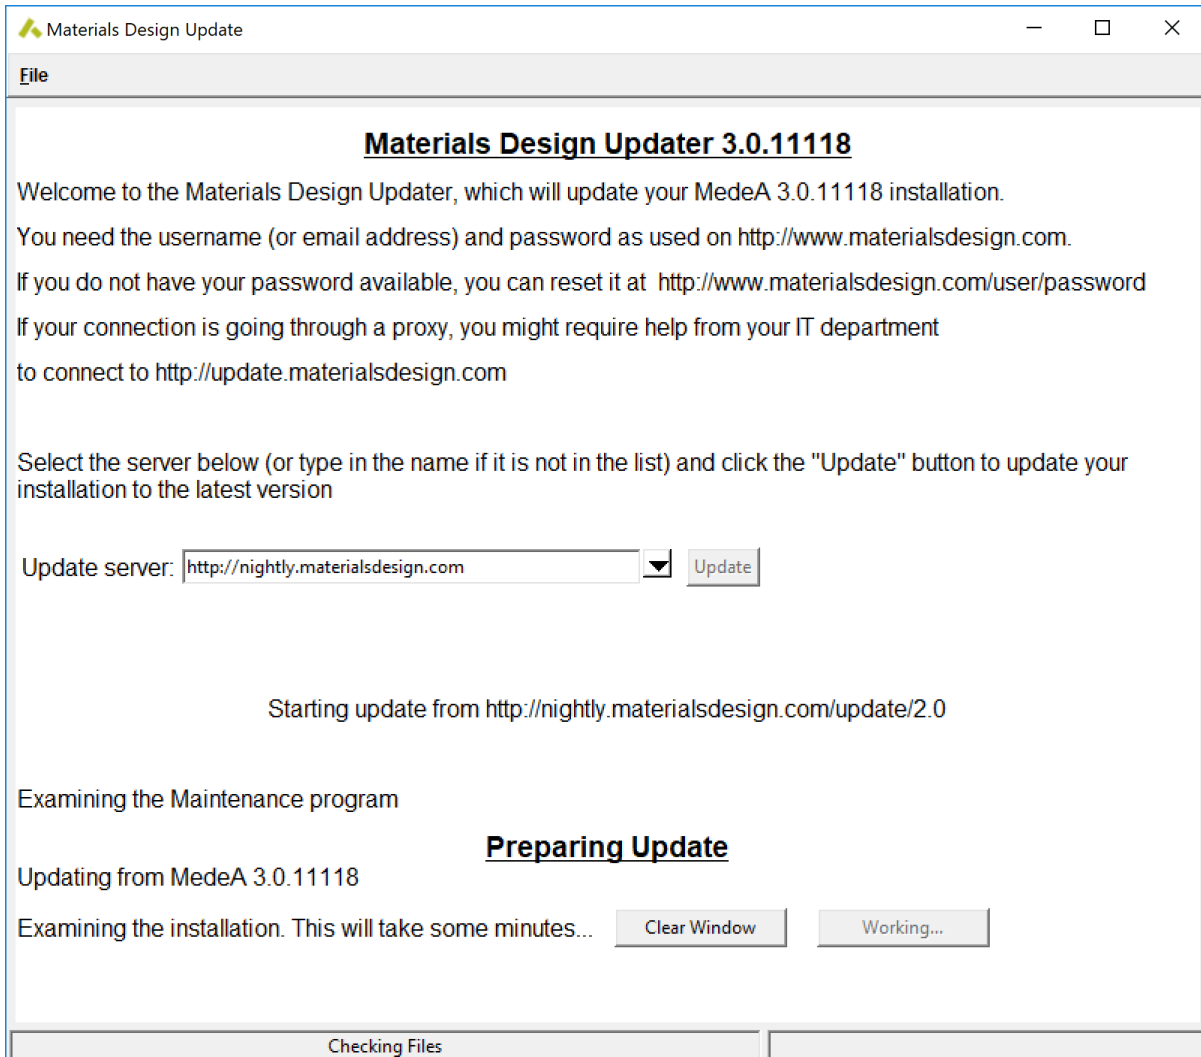 Materials Design Update
File
Materials Design Updater 3.0.11118
Welcome to the Materials Design Updater, which will update your MedeA 3.0.11118 installation.
You need the username (or email address) and password as used on http://www.materialsdesign.com.
If you do not have your password available, you can reset it at  http://www.materialsdesign.com/user/password
If your connection is going through a proxy, you might require help from your IT department
to connect to http://update.materialsdesign.com
Select the server below (or type in the name if it is not in the list) and click the "Update" button to update your
installation to the latest version
Update server: http://nightly.materialsdesign.com Update
Starting update from http://nightly.materialsdesign.com/update/2.0
Examining the Maintenance program
Preparing Update
Updating from MedeA 3.0.11118
Examining the installation. This will take some minutes... Clear Window Working...
Checking Files